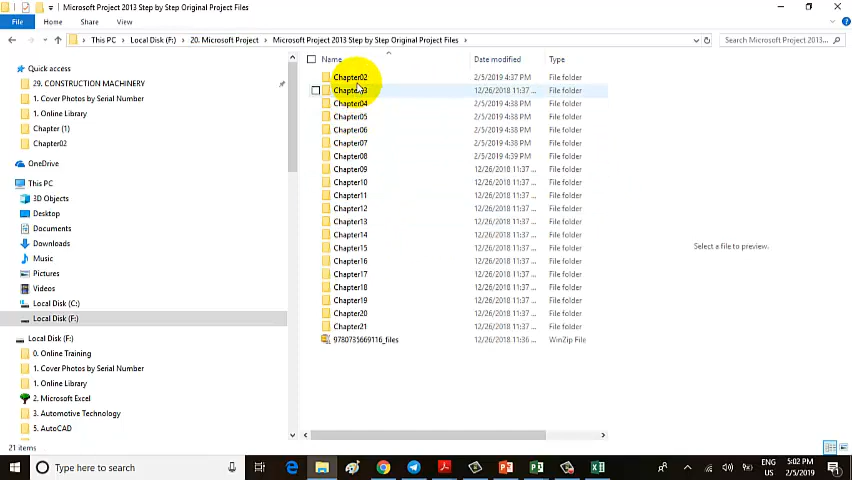 Microsoft Project 2013 Step by Step Original Project Files
File Home Share View
This PC Local Disk (F:) 20. Microsoft Project Microsoft Project 2013 Step by Step Original Project Files Search Microsoft Project 2013...
Quick access
29. CONSTRUCTION MACHINERY
1. Cover Photos by Serial Number
1. Online Library
Chapter (1)
Chapter02
OneDrive
This PC
3D Objects
Desktop
Documents
Downloads
Music
Pictures
Videos
Local Disk (C:)
Local Disk (F:)
Local Disk (F:)
0. Online Training
1. Cover Photos by Serial Number
1. Online Library
2. Microsoft Excel
3. Automotive Technology
5. AutoCAD
Name Date modified Type
Chapter02 2/5/2019 4:37 PM File folder
Chapter03 12/26/2018 11:37 ... File folder
Chapter04 2/5/2019 4:38 PM File folder
Chapter05 2/5/2019 4:38 PM File folder
Chapter06 2/5/2019 4:38 PM File folder
Chapter07 2/5/2019 4:38 PM File folder
Chapter08 2/5/2019 4:39 PM File folder
Chapter09 12/26/2018 11:37 ... File folder
Chapter10 12/26/2018 11:37 ... File folder
Chapter11 12/26/2018 11:37 ... File folder
Chapter12 12/26/2018 11:37 ... File folder
Chapter13 12/26/2018 11:37 ... File folder
Chapter14 12/26/2018 11:37 ... File folder
Chapter15 12/26/2018 11:37 ... File folder
Chapter16 12/26/2018 11:37 ... File folder
Chapter17 12/26/2018 11:37 ... File folder
Chapter18 12/26/2018 11:37 ... File folder
Chapter19 12/26/2018 11:37 ... File folder
Chapter20 12/26/2018 11:37 ... File folder
Chapter21 12/26/2018 11:37 ... File folder
9780735669116_files 12/26/2018 11:36 ... WinZip File
Select a file to preview.
21 items
Type here to search
ENG
US
5:02 PM
2/5/2019